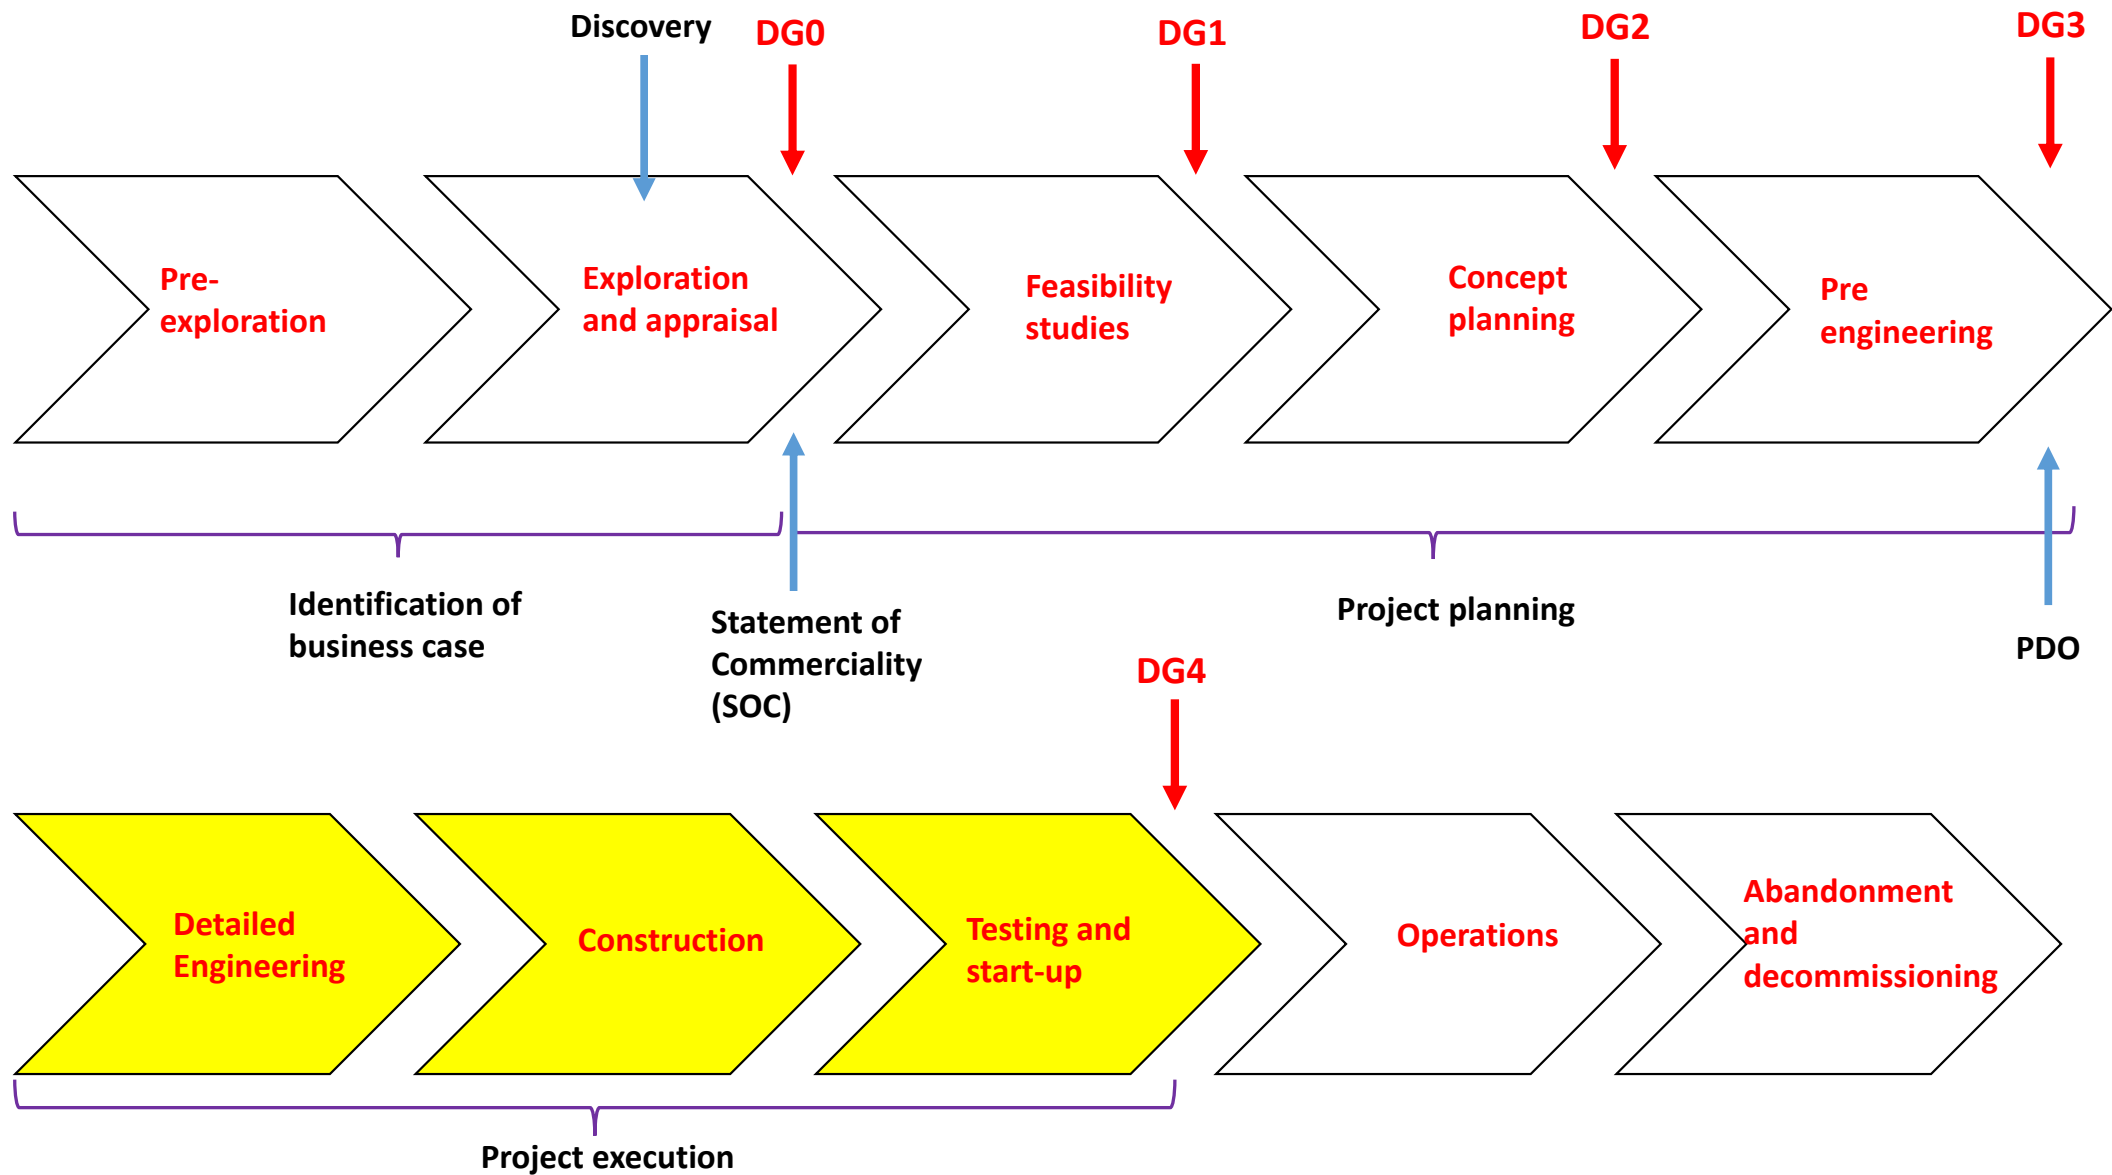 Discovery
DG0
DG1
DG2
DG3
Pre-
exploration
Exploration
and appraisal
Feasibility
studies
Concept
planning
Pre
engineering
Identification of
business case
Statement of
Commerciality
(SOC)
Project planning
PDO
DG4
Detailed
Engineering
Construction
Testing and
start-up
Operations
Abandonment
and
decommissioning
Project execution